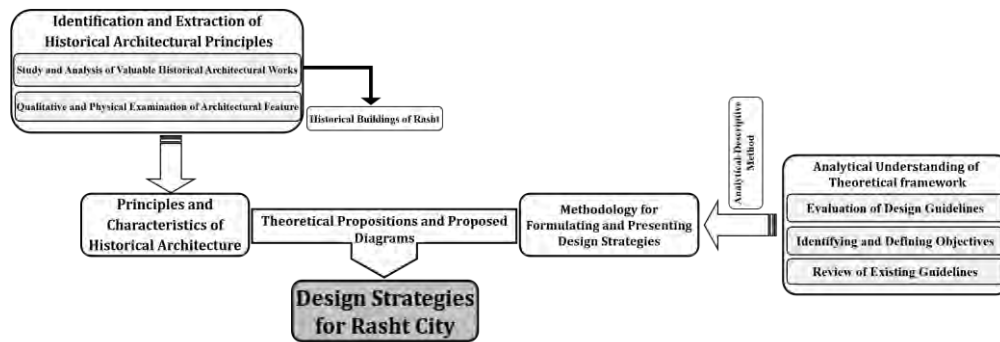 Identification and Extraction of
Historical Architectural Principles
Study and Analysis of Valuable Historical Architectural Works
Qualitative and Physical Examination of Architectural Feature
Historical Buildings of Rasht
Principles and
Characteristics of
Historical Architecture
Theoretical Propositions and Proposed
Diagrams
Design Strategies
for Rasht City
Methodology for
Formulating and Presenting
Design Strategies
Analytical-Descriptive
Method
Analytical Understanding of
Theoretical framework
Evaluation of Design Guidelines
Identifying and Defining Objectives
Review of Existing Guidelines